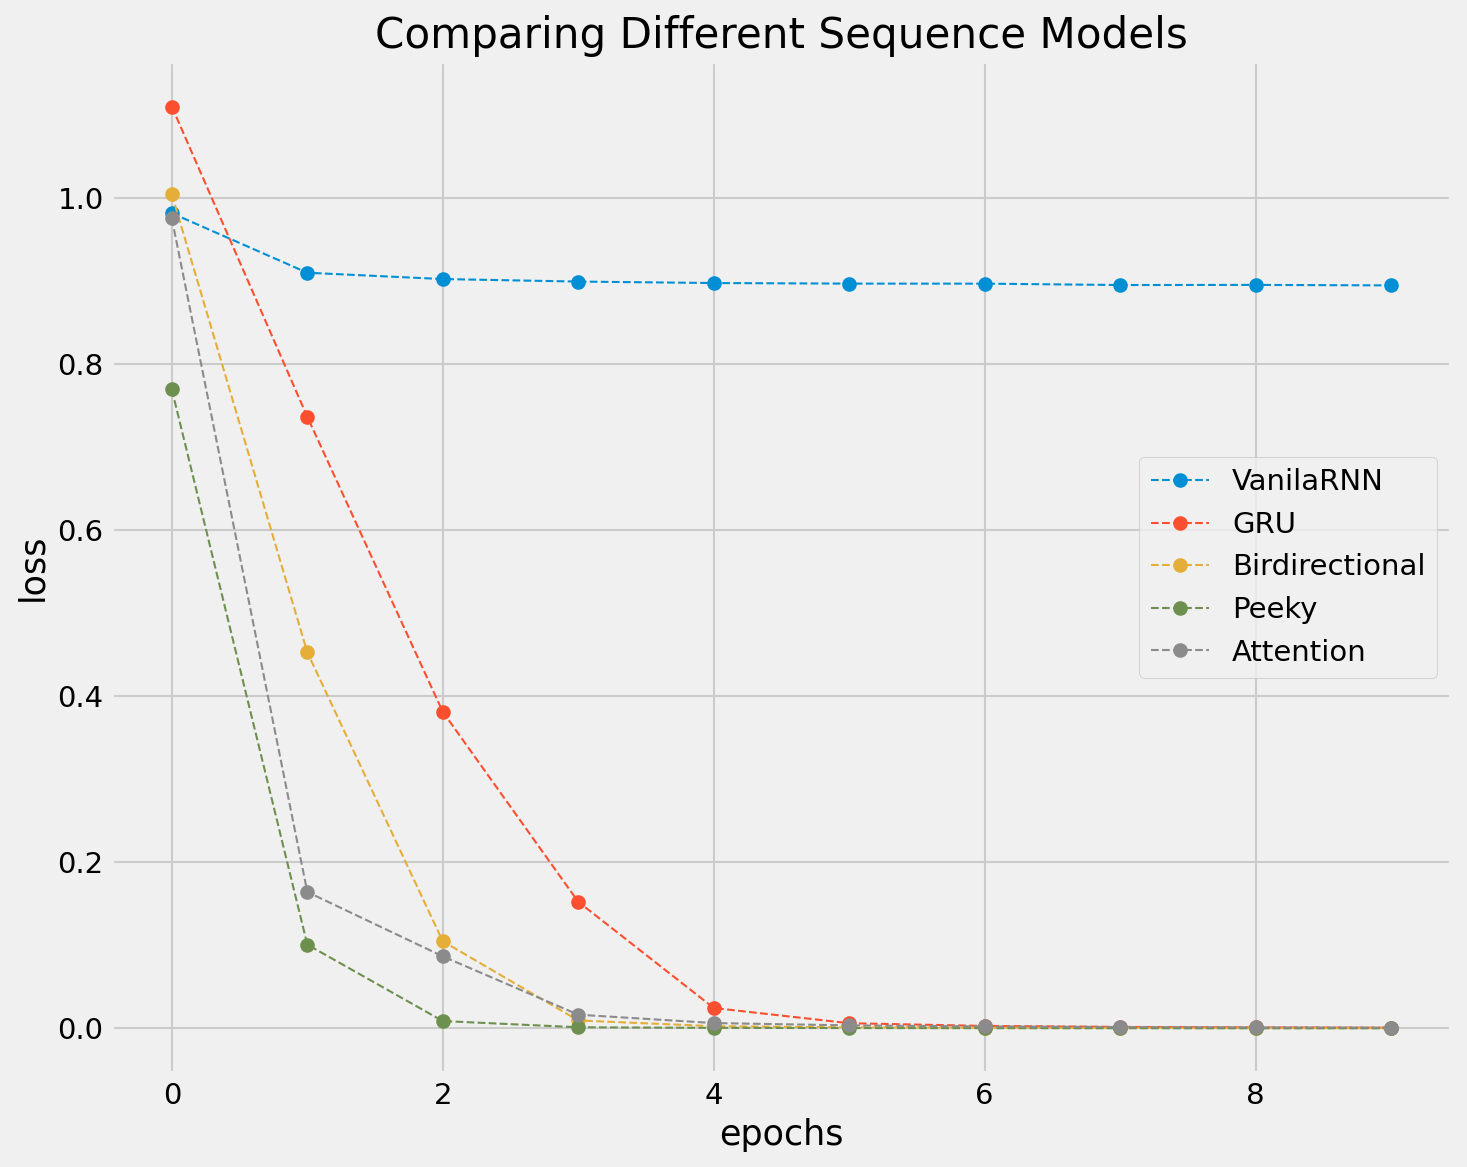 Comparing Different Sequence Models
1.0
0.8
0.6
0.4
0.2
0.0
loss
VanilaRNN
GRU
Birdirectional
Peeky
Attention
0 2 4 6 8
epochs